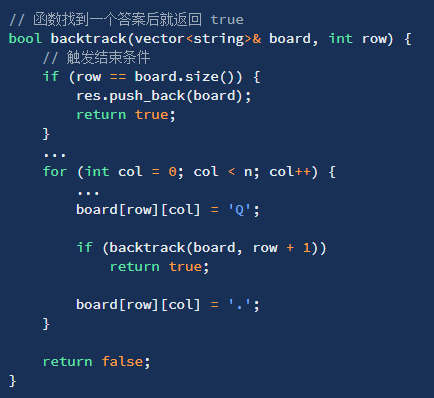 // 函数找到一个答案后就返回 true
bool backtrack(vector<string>& board, int row) {
    // 触发结束条件
    if (row == board.size()) {
        res.push_back(board);
        return true;
    }
    ...
    for (int col = 0; col < n; col++) {
        ...
        board[row][col] = 'Q';

        if (backtrack(board, row + 1))
            return true;

        board[row][col] = '.';
    }

    return false;
}